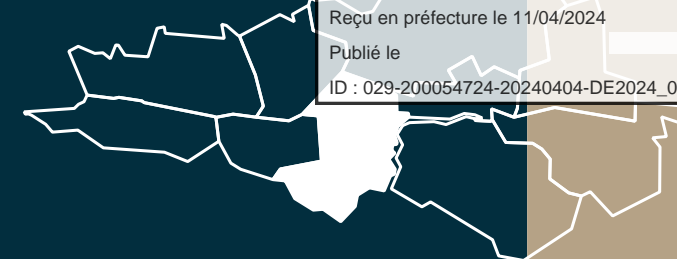 Reçu en préfecture le 11/04/2024
Publié le
ID : 029-200054724-20240404-DE2024_0